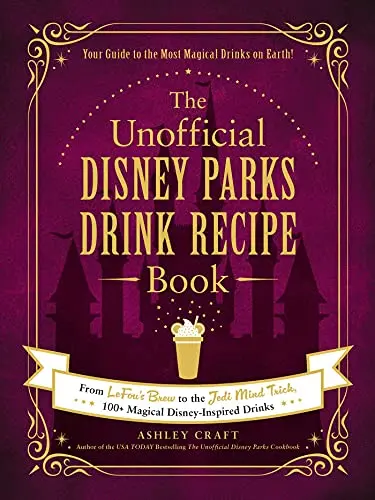 Your Guide to the Most Magical Drinks on Earth!
The
Unofficial
DISNEY PARKS
DRINK RECIPE
Book
From LeFou's Brew to the Jedi Mind Trick,
100+ Magical Disney-Inspired Drinks
ASHLEY CRAFT
Author of the USA TODAY Bestselling The Unofficial Disney Parks Cookbook